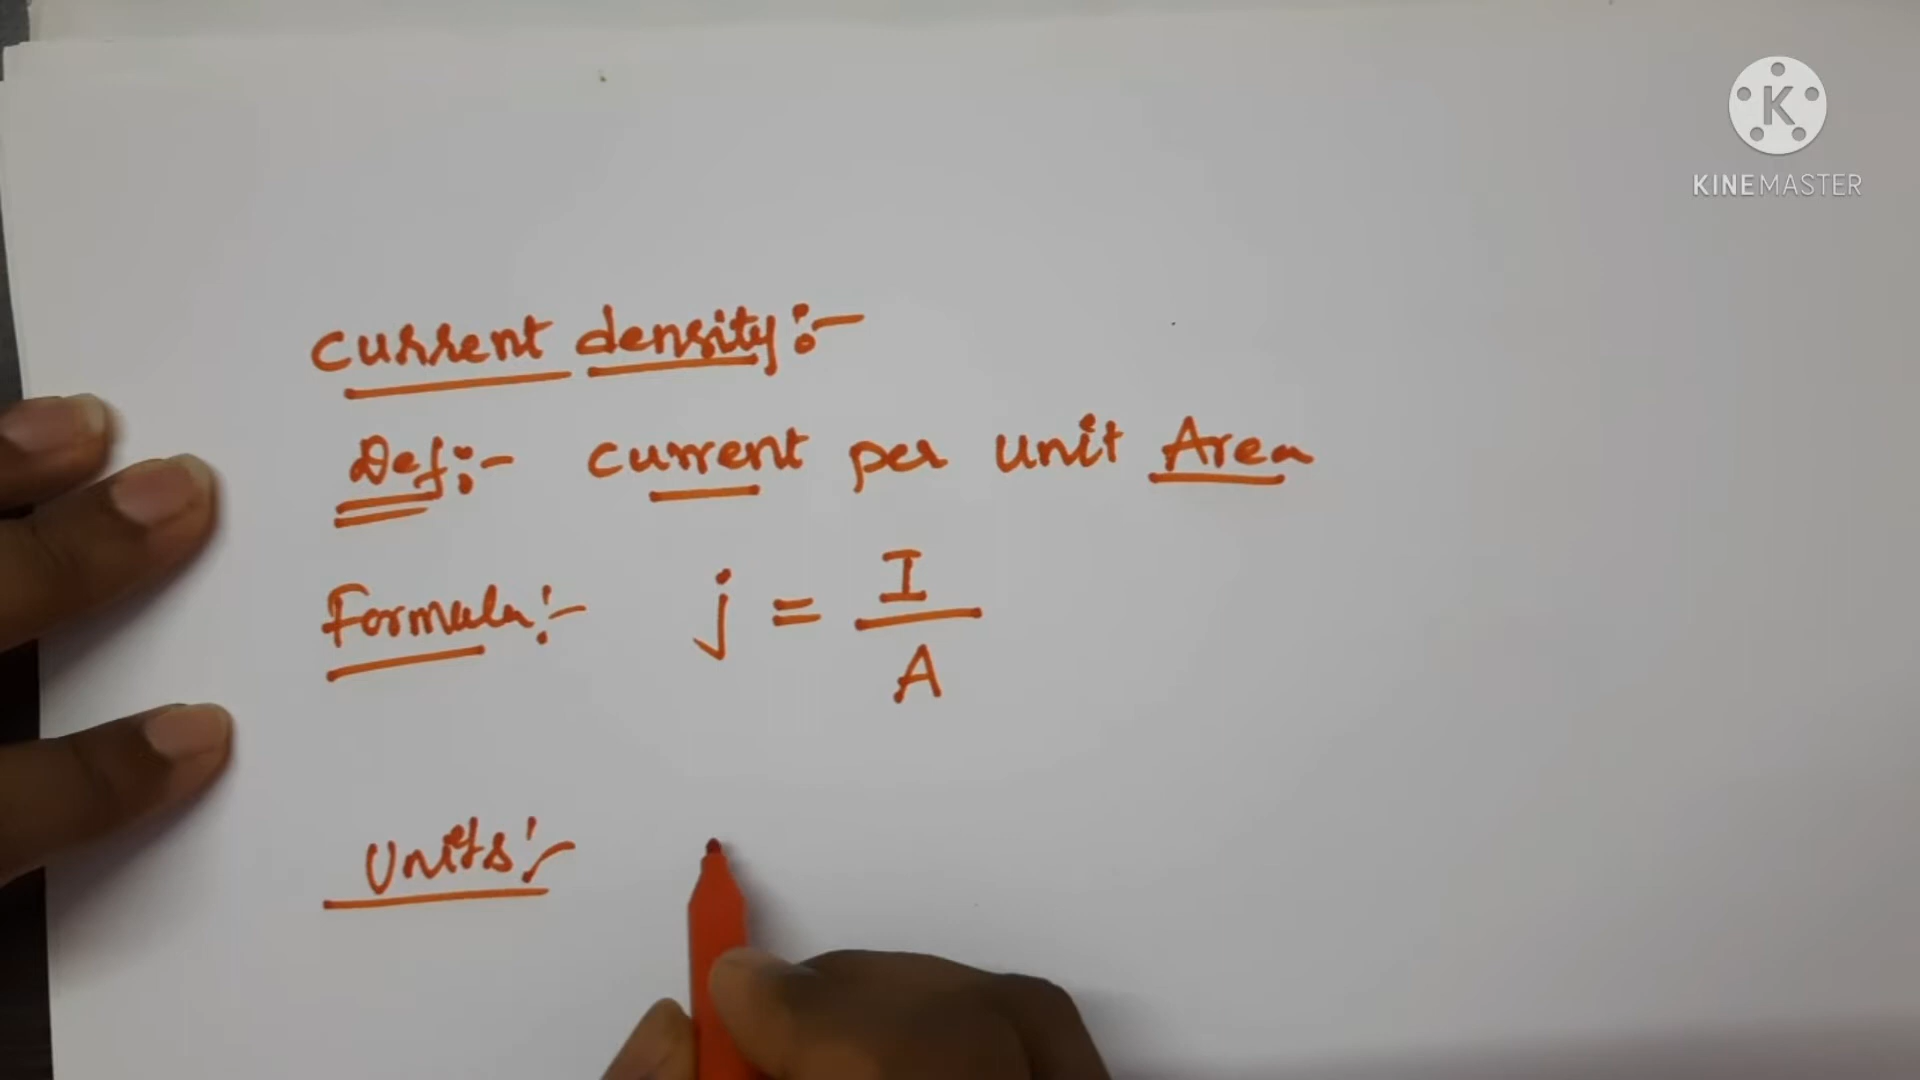 K
KINEMASTER
Current density:-
Def:- Current per unit Area
Formula:- j = I / A
Units:-